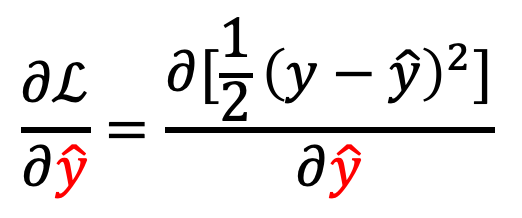 ∂ℒ/∂ŷ = ∂[½(y − ŷ)²]/∂ŷ